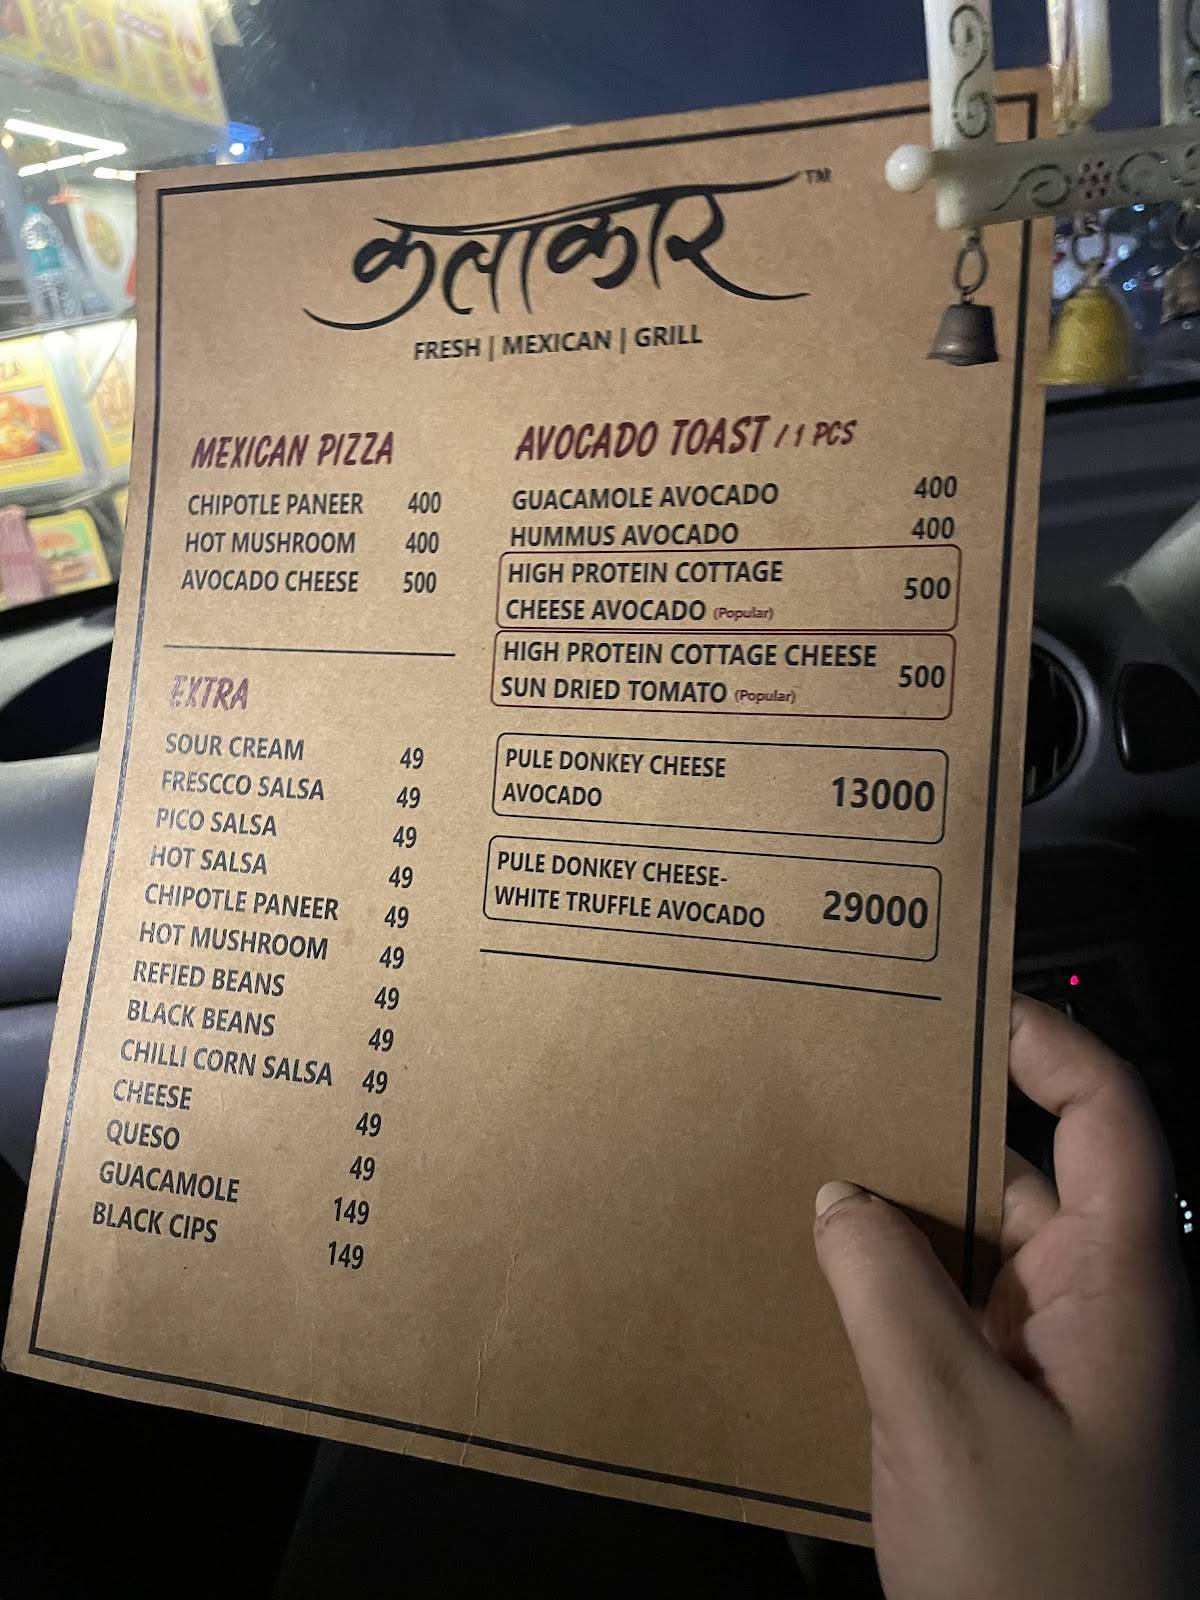 कलाकार TM
FRESH | MEXICAN | GRILL
MEXICAN PIZZA
CHIPOTLE PANEER 400
HOT MUSHROOM 400
AVOCADO CHEESE 500
EXTRA
SOUR CREAM 49
FRESCCO SALSA 49
PICO SALSA 49
HOT SALSA 49
CHIPOTLE PANEER 49
HOT MUSHROOM 49
REFIED BEANS 49
BLACK BEANS 49
CHILLI CORN SALSA 49
CHEESE 49
QUESO 49
GUACAMOLE 149
BLACK CIPS 149
AVOCADO TOAST / 1 PCS
GUACAMOLE AVOCADO 400
HUMMUS AVOCADO 400
HIGH PROTEIN COTTAGE
CHEESE AVOCADO (Popular) 500
HIGH PROTEIN COTTAGE CHEESE
SUN DRIED TOMATO (Popular) 500
PULE DONKEY CHEESE
AVOCADO 13000
PULE DONKEY CHEESE-
WHITE TRUFFLE AVOCADO 29000